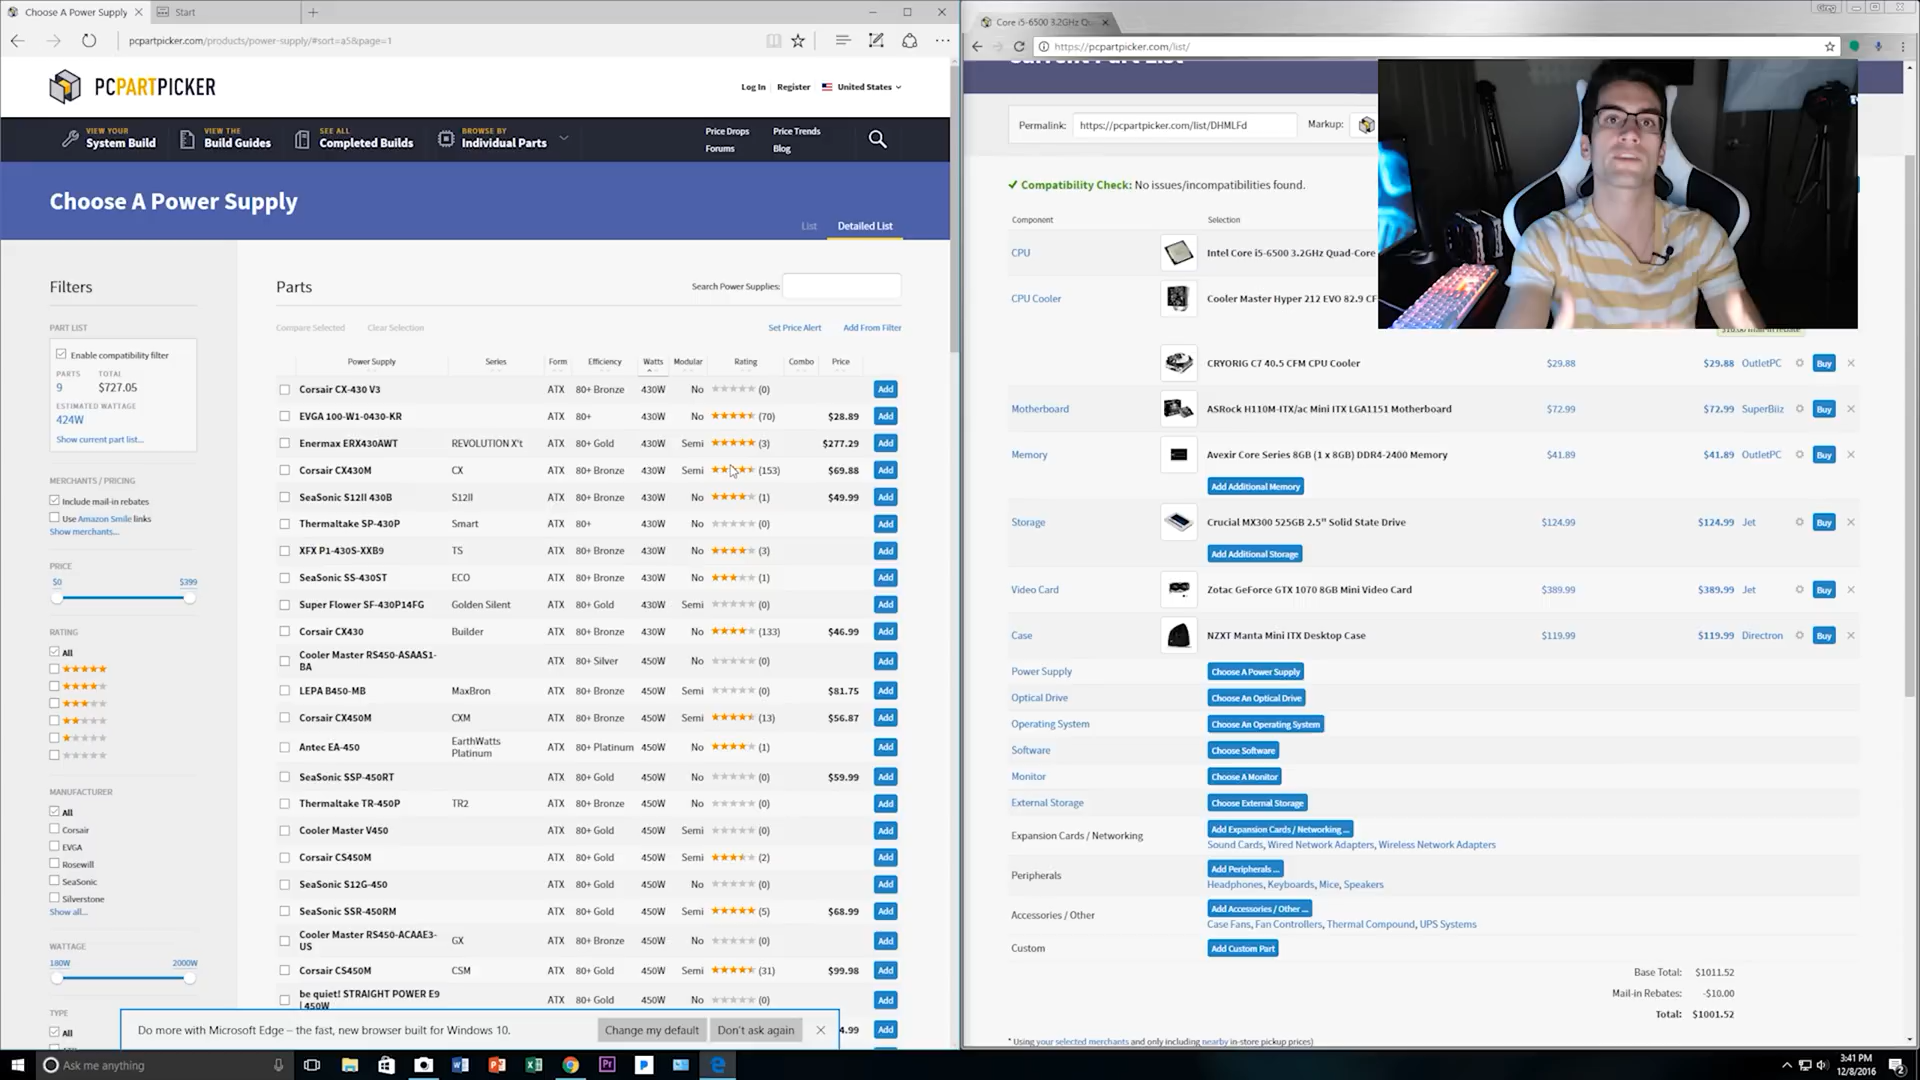 Choose A Power Supply
Start
pcpartpicker.com/products/power-supply/#sort=a5&page=1
PCPARTPICKER
Log In Register United States
VIEW YOUR
System Build
VIEW THE
Build Guides
SEE ALL
Completed Builds
BROWSE BY
Individual Parts
Price Drops Price Trends
Forums Blog
Choose A Power Supply
List Detailed List
Filters
PART LIST
Enable compatibility filter
PARTS TOTAL
9 $727.05
ESTIMATED WATTAGE
424W
Show current part list...
MERCHANTS / PRICING
Include mail-in rebates
Use Amazon Smile links
Show merchants...
PRICE
$0 $399
RATING
All
MANUFACTURER
All
Corsair
EVGA
Rosewill
SeaSonic
Silverstone
Show all...
WATTAGE
180W 2000W
TYPE
All
Parts
Search Power Supplies:
Compare Selected Clear Selection Set Price Alert Add From Filter
Power Supply Series Form Efficiency Watts Modular Rating Combo Price
Corsair CX-430 V3 ATX 80+ Bronze 430W No (0) Add
EVGA 100-W1-0430-KR ATX 80+ 430W No (70) $28.89 Add
Enermax ERX430AWT REVOLUTION X't ATX 80+ Gold 430W Semi (3) $277.29 Add
Corsair CX430M CX ATX 80+ Bronze 430W Semi (153) $69.88 Add
SeaSonic S12II 430B S12II ATX 80+ Bronze 430W No (1) $49.99 Add
Thermaltake SP-430P Smart ATX 80+ 430W No (0) Add
XFX P1-430S-XXB9 TS ATX 80+ Bronze 430W No (3) Add
SeaSonic SS-430ST ECO ATX 80+ Bronze 430W No (1) Add
Super Flower SF-430P14FG Golden Silent ATX 80+ Gold 430W Semi (0) Add
Corsair CX430 Builder ATX 80+ Bronze 430W No (133) $46.99 Add
Cooler Master RS450-ASAAS1-
BA ATX 80+ Silver 450W No (0) Add
LEPA B450-MB MaxBron ATX 80+ Bronze 450W Semi (0) $81.75 Add
Corsair CX450M CXM ATX 80+ Bronze 450W Semi (13) $56.87 Add
Antec EA-450 EarthWatts
Platinum ATX 80+ Platinum 450W No (1) Add
SeaSonic SSP-450RT ATX 80+ Gold 450W No (0) $59.99 Add
Thermaltake TR-450P TR2 ATX 80+ Bronze 450W No (0) Add
Cooler Master V450 ATX 80+ Gold 450W Semi (0) Add
Corsair CS450M ATX 80+ Gold 450W Semi (2) Add
SeaSonic S12G-450 ATX 80+ Gold 450W No (0) Add
SeaSonic SSR-450RM ATX 80+ Gold 450W Semi (5) $68.99 Add
Cooler Master RS450-ACAAE3-
US GX ATX 80+ Bronze 450W No (0) Add
Corsair CS450M CSM ATX 80+ Gold 450W Semi (31) $99.98 Add
be quiet! STRAIGHT POWER E9
450W ATX 80+ Gold 450W No (0) Add
4.99 Add
Do more with Microsoft Edge – the fast, new browser built for Windows 10. Change my default Don't ask again
Core i5-6500 3.2GHz Qu
Greg
https://pcpartpicker.com/list/
Current Part List
Permalink: https://pcpartpicker.com/list/DHMLFd Markup:
Compatibility Check: No issues/incompatibilities found.
Component Selection
CPU Intel Core i5-6500 3.2GHz Quad-Core
CPU Cooler Cooler Master Hyper 212 EVO 82.9 CF
$10.00 mail-in rebate
CRYORIG C7 40.5 CFM CPU Cooler $29.88 $29.88 OutletPC Buy
Motherboard ASRock H110M-ITX/ac Mini ITX LGA1151 Motherboard $72.99 $72.99 SuperBiiz Buy
Memory Avexir Core Series 8GB (1 x 8GB) DDR4-2400 Memory $41.89 $41.89 OutletPC Buy
Add Additional Memory
Storage Crucial MX300 525GB 2.5" Solid State Drive $124.99 $124.99 Jet Buy
Add Additional Storage
Video Card Zotac GeForce GTX 1070 8GB Mini Video Card $389.99 $389.99 Jet Buy
Case NZXT Manta Mini ITX Desktop Case $119.99 $119.99 Directron Buy
Power Supply Choose A Power Supply
Optical Drive Choose An Optical Drive
Operating System Choose An Operating System
Software Choose Software
Monitor Choose A Monitor
External Storage Choose External Storage
Expansion Cards / Networking Add Expansion Cards / Networking ...
Sound Cards, Wired Network Adapters, Wireless Network Adapters
Peripherals Add Peripherals ...
Headphones, Keyboards, Mice, Speakers
Accessories / Other Add Accessories / Other ...
Case Fans, Fan Controllers, Thermal Compound, UPS Systems
Custom Add Custom Part
Base Total: $1011.52
Mail-in Rebates: -$10.00
Total: $1001.52
* Using your selected merchants and only including nearby in-store pickup prices)
Ask me anything
3:41 PM
12/8/2016